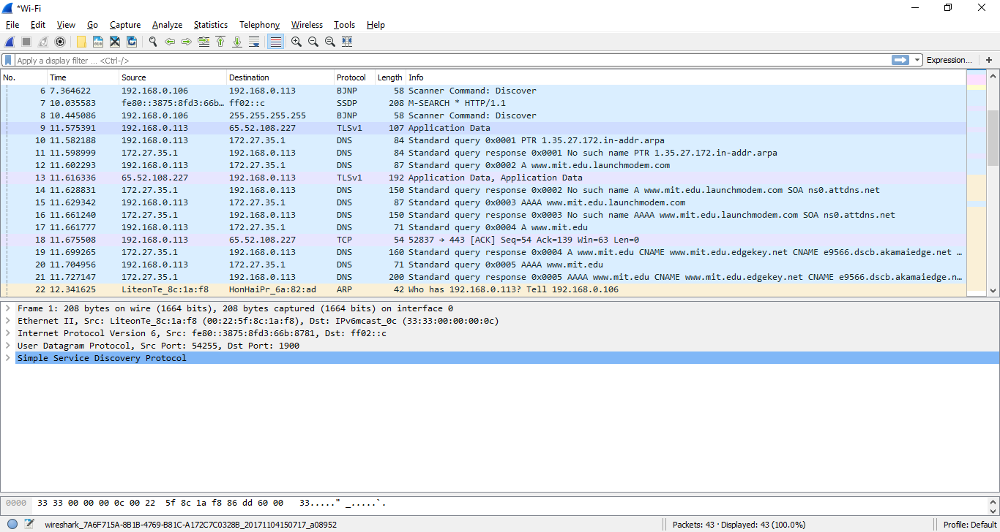 *Wi-Fi
File Edit View Go Capture Analyze Statistics Telephony Wireless Tools Help
Apply a display filter ... <Ctrl-/> Expression... +
No. Time Source Destination Protocol Length Info
6 7.364622 192.168.0.106 192.168.0.113 BJNP 58 Scanner Command: Discover
7 10.035583 fe80::3875:8fd3:66b… ff02::c SSDP 208 M-SEARCH * HTTP/1.1
8 10.445086 192.168.0.106 255.255.255.255 BJNP 58 Scanner Command: Discover
9 11.575391 192.168.0.113 65.52.108.227 TLSv1 107 Application Data
10 11.582188 192.168.0.113 172.27.35.1 DNS 84 Standard query 0x0001 PTR 1.35.27.172.in-addr.arpa
11 11.598999 172.27.35.1 192.168.0.113 DNS 84 Standard query response 0x0001 No such name PTR 1.35.27.172.in-addr.arpa
12 11.602293 192.168.0.113 172.27.35.1 DNS 87 Standard query 0x0002 A www.mit.edu.launchmodem.com
13 11.616336 65.52.108.227 192.168.0.113 TLSv1 192 Application Data, Application Data
14 11.628831 172.27.35.1 192.168.0.113 DNS 150 Standard query response 0x0002 No such name A www.mit.edu.launchmodem.com SOA ns0.attdns.net
15 11.629342 192.168.0.113 172.27.35.1 DNS 87 Standard query 0x0003 AAAA www.mit.edu.launchmodem.com
16 11.661240 172.27.35.1 192.168.0.113 DNS 150 Standard query response 0x0003 No such name AAAA www.mit.edu.launchmodem.com SOA ns0.attdns.net
17 11.661777 192.168.0.113 172.27.35.1 DNS 71 Standard query 0x0004 A www.mit.edu
18 11.675508 192.168.0.113 65.52.108.227 TCP 54 52837 → 443 [ACK] Seq=54 Ack=139 Win=63 Len=0
19 11.699265 172.27.35.1 192.168.0.113 DNS 160 Standard query response 0x0004 A www.mit.edu CNAME www.mit.edu.edgekey.net CNAME e9566.dscb.akamaiedge.net …
20 11.704956 192.168.0.113 172.27.35.1 DNS 71 Standard query 0x0005 AAAA www.mit.edu
21 11.727147 172.27.35.1 192.168.0.113 DNS 200 Standard query response 0x0005 AAAA www.mit.edu CNAME www.mit.edu.edgekey.net CNAME e9566.dscb.akamaiedge.n…
22 12.341625 LiteonTe_8c:1a:f8 HonHaiPr_6a:82:ad ARP 42 Who has 192.168.0.113? Tell 192.168.0.106
Frame 1: 208 bytes on wire (1664 bits), 208 bytes captured (1664 bits) on interface 0
Ethernet II, Src: LiteonTe_8c:1a:f8 (00:22:5f:8c:1a:f8), Dst: IPv6mcast_0c (33:33:00:00:00:0c)
Internet Protocol Version 6, Src: fe80::3875:8fd3:66b:8781, Dst: ff02::c
User Datagram Protocol, Src Port: 54255, Dst Port: 1900
Simple Service Discovery Protocol
0000 33 33 00 00 00 0c 00 22 5f 8c 1a f8 86 dd 60 00 33....." _.....`.
wireshark_7A6F715A-8B1B-4769-B81C-A172C7C0328B_20171104150717_a08952 Packets: 43 · Displayed: 43 (100.0%) Profile: Default